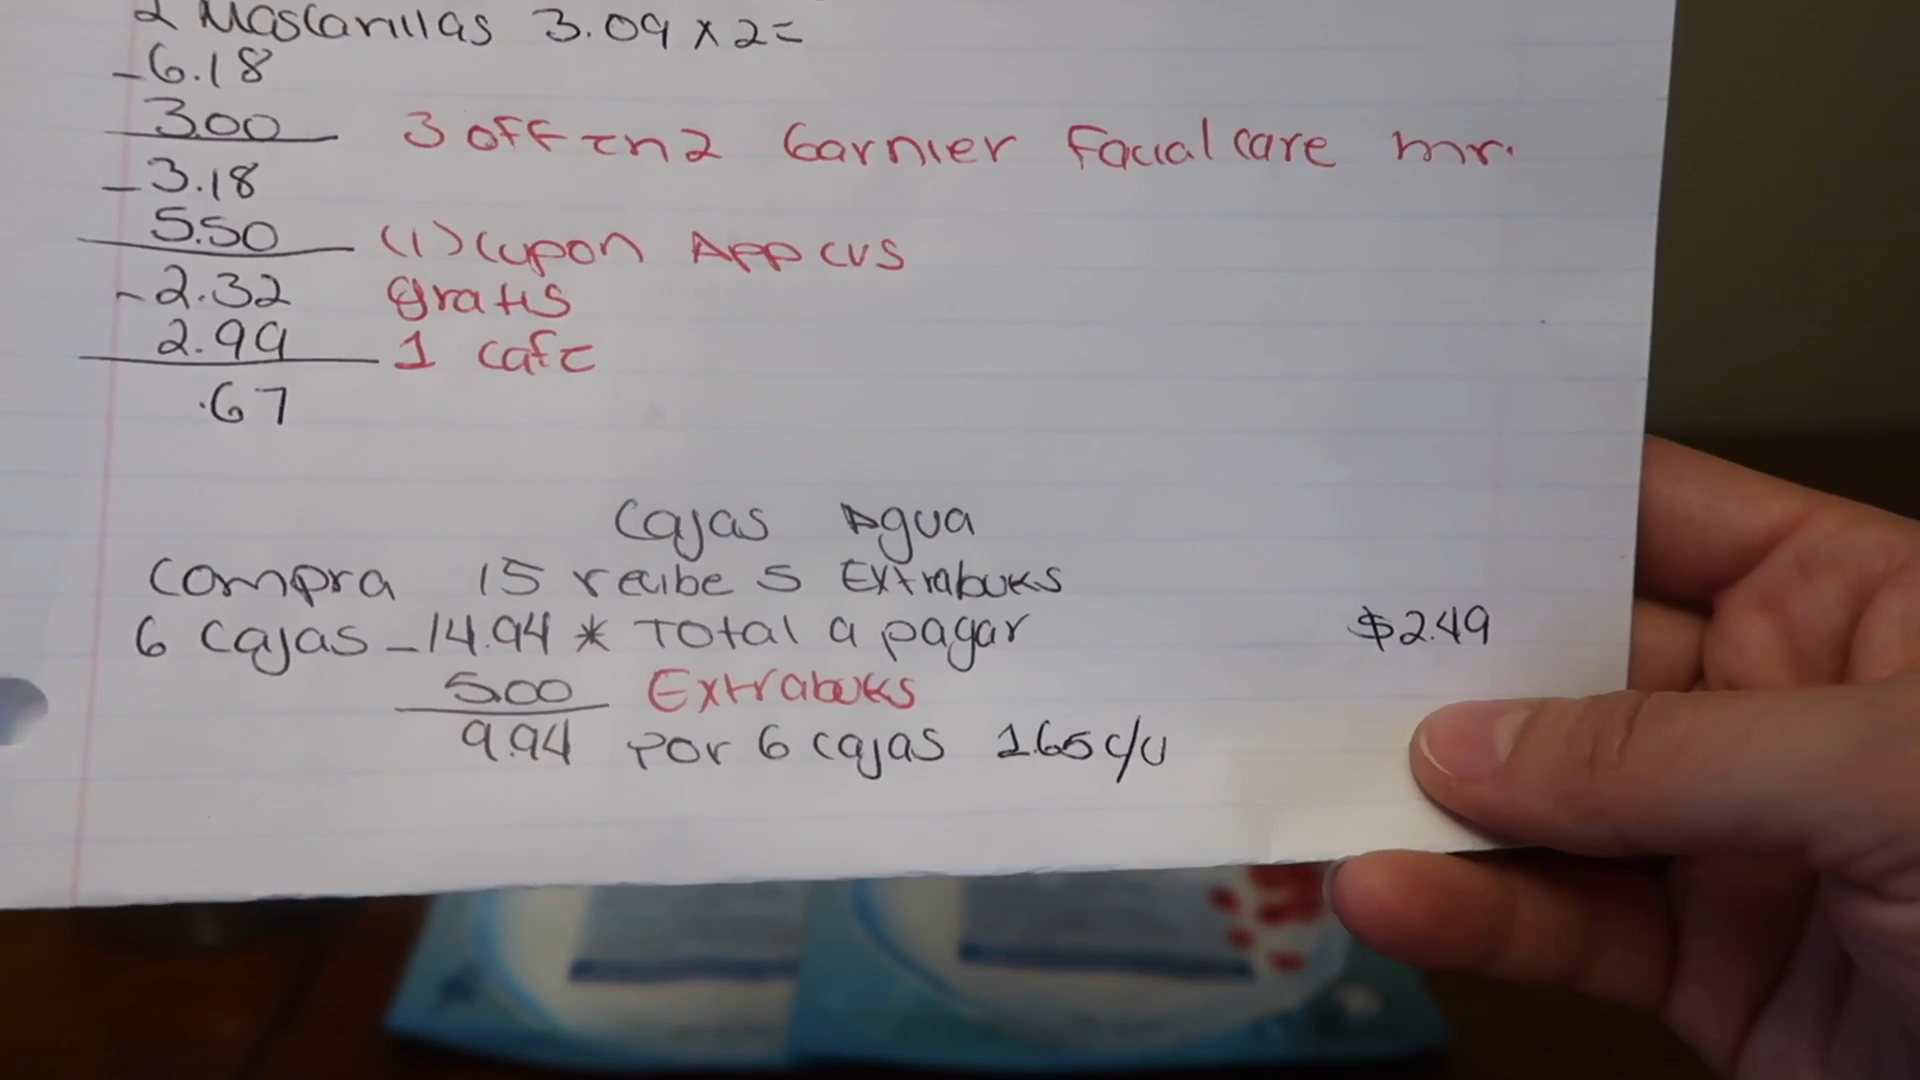 2 Mascarillas 3.09 x 2=
-6.18
3.00 3 off en 2 Garnier Facial care mr.
-3.18
5.50 (1) cupon App CVS
-2.32 gratis
2.99 1 cafe
.67
Cajas Agua
Compra 15 recibe 5 Extrabuks
6 Cajas -14.94 * Total a pagar $2.49
5.00 Extrabuks
9.94 por 6 cajas 1.65 c/u